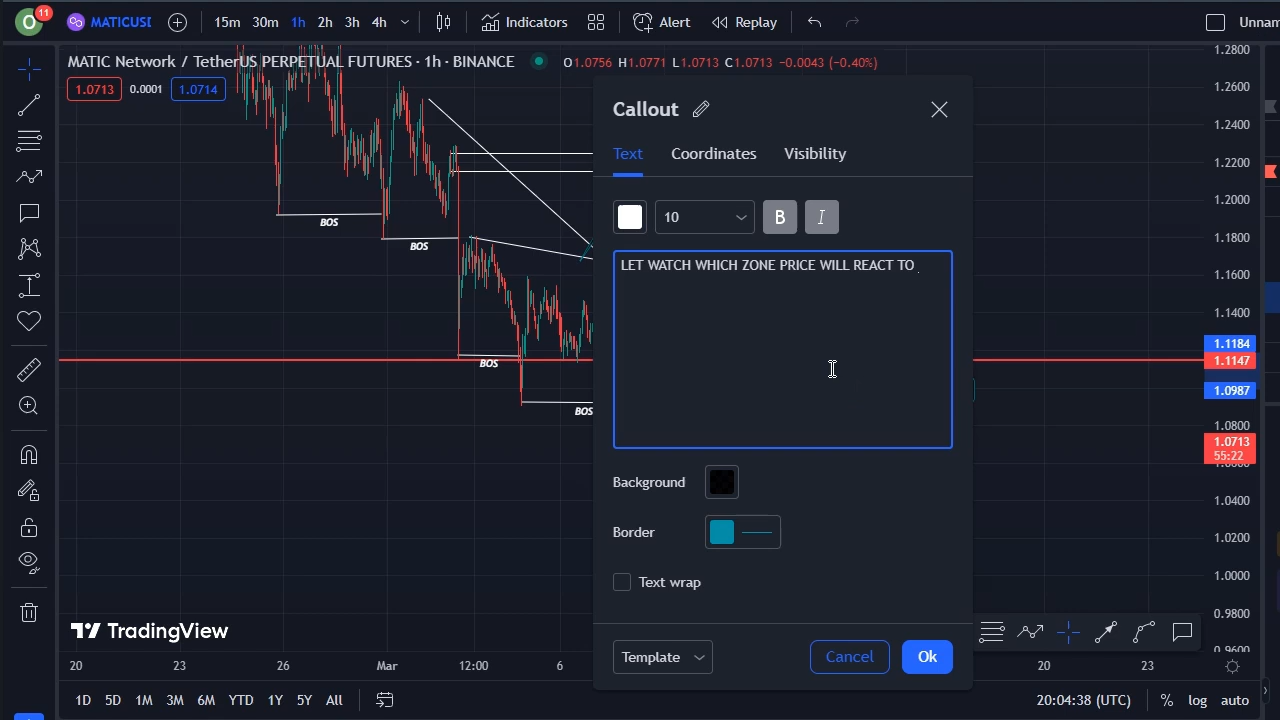 O 11 MATICUSI 15m 30m 1h 2h 3h 4h Indicators Alert Replay Unnam
MATIC Network / TetherUS PERPETUAL FUTURES · 1h · BINANCE O1.0756 H1.0771 L1.0713 C1.0713 −0.0043 (−0.40%)
1.0713 0.0001 1.0714
1.2800
1.2600
1.2400
1.2200
1.2000
1.1800
1.1600
1.1400
1.1184
1.1147
1.0987
1.0800
1.0713
55:22
1.0400
1.0200
1.0000
0.9800
BOS
BOS
BOS
BOS
Callout
Text Coordinates Visibility
10 B I
LET WATCH WHICH ZONE PRICE WILL REACT TO
Background
Border
Text wrap
Template Cancel Ok
TradingView
20 23 26 Mar 12:00 6 20 23
1D 5D 1M 3M 6M YTD 1Y 5Y All 20:04:38 (UTC) % log auto